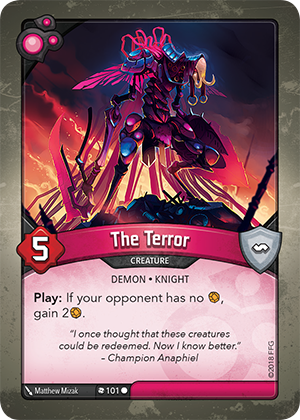 The Terror
CREATURE
5
DEMON • KNIGHT
Play: If your opponent has no ,
gain 2.
"I once thought that these creatures
could be redeemed. Now I know better."
– Champion Anaphiel
Matthew Mizak
101
©2018 FFG